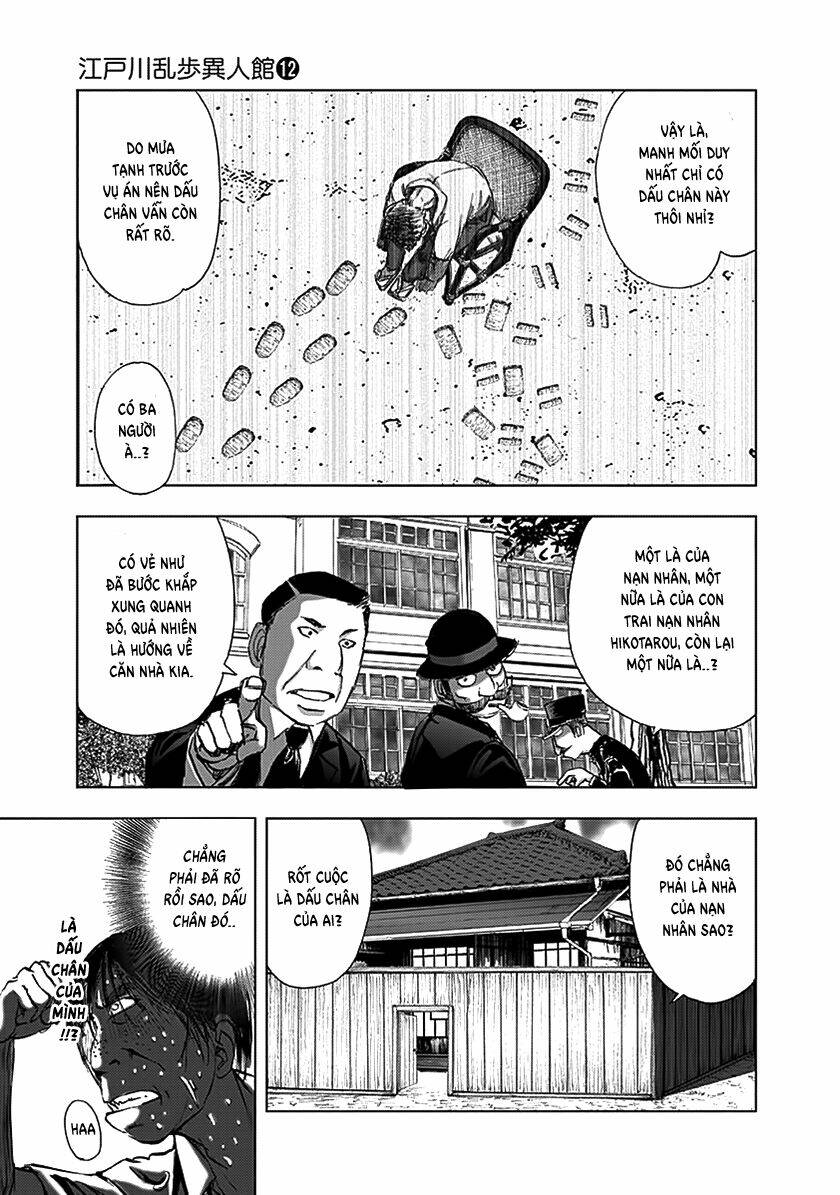 江戸川乱歩異人館⓬
VẬY LÀ,
MANH MỐI DUY
NHẤT CHỈ CÓ
DẤU CHÂN NÀY
THÔI NHỈ?
DO MƯA
TẠNH TRƯỚC
VỤ ÁN NÊN DẤU
CHÂN VẪN CÒN
RẤT RÕ.
CÓ BA
NGƯỜI
À..?
MỘT LÀ CỦA
NẠN NHÂN, MỘT
NỮA LÀ CỦA CON
TRAI NẠN NHÂN
HIKOTAROU, CÒN LẠI
MỘT NỮA LÀ..?
CÓ VẺ NHƯ
ĐÃ BƯỚC KHẮP
XUNG QUANH
ĐÓ, QUẢ NHIÊN
LÀ HƯỚNG VỀ
CĂN NHÀ KIA.
ĐÓ CHẲNG
PHẢI LÀ NHÀ
CỦA NẠN
NHÂN SAO?
RỐT CUỘC
LÀ DẤU CHÂN
CỦA AI?
CHẲNG
PHẢI ĐÃ RÕ
RỒI SAO, DẤU
CHÂN ĐÓ..
LÀ
DẤU
CHÂN
CỦA
MÌNH
!!?
HAA